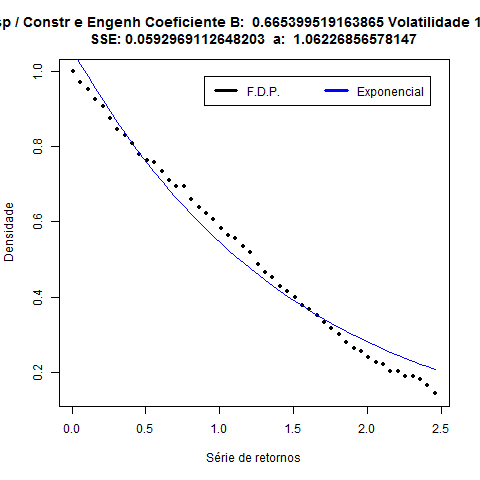 sp / Constr e Engenh Coeficiente B: 0.665399519163865 Volatilidade 1
SSE: 0.0592969112648203 a: 1.06226856578147
F.D.P. Exponencial
Densidade
1.0
0.8
0.6
0.4
0.2
0.0 0.5 1.0 1.5 2.0 2.5
Série de retornos